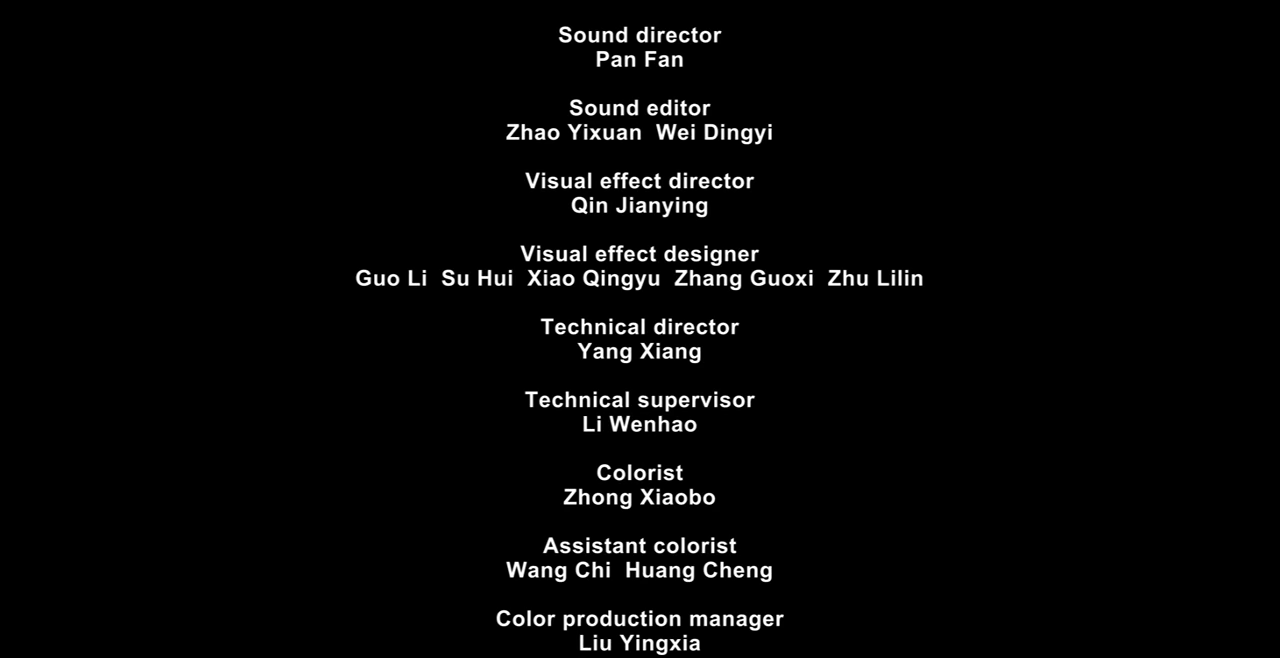 Sound director
Pan Fan
Sound editor
Zhao Yixuan  Wei Dingyi
Visual effect director
Qin Jianying
Visual effect designer
Guo Li  Su Hui  Xiao Qingyu  Zhang Guoxi  Zhu Lilin
Technical director
Yang Xiang
Technical supervisor
Li Wenhao
Colorist
Zhong Xiaobo
Assistant colorist
Wang Chi  Huang Cheng
Color production manager
Liu Yingxia